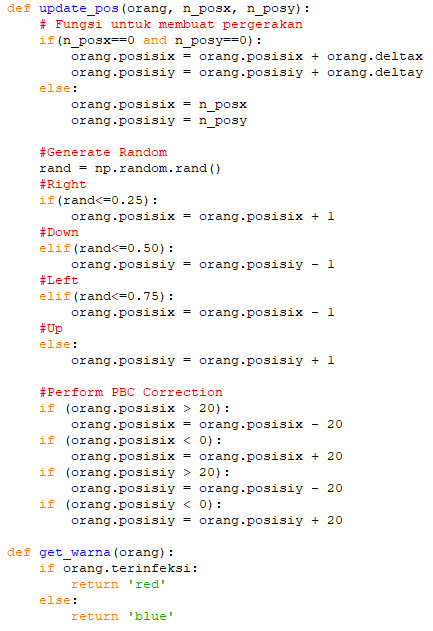 def update_pos(orang, n_posx, n_posy):
    # Fungsi untuk membuat pergerakan
    if(n_posx==0 and n_posy==0):
        orang.posisix = orang.posisix + orang.deltax
        orang.posisiy = orang.posisiy + orang.deltay
    else:
        orang.posisix = n_posx
        orang.posisiy = n_posy

    #Generate Random
    rand = np.random.rand()
    #Right
    if(rand<=0.25):
        orang.posisix = orang.posisix + 1
    #Down
    elif(rand<=0.50):
        orang.posisiy = orang.posisiy - 1
    #Left
    elif(rand<=0.75):
        orang.posisix = orang.posisix - 1
    #Up
    else:
        orang.posisiy = orang.posisiy + 1

    #Perform PBC Correction
    if (orang.posisix > 20):
        orang.posisix = orang.posisix - 20
    if (orang.posisix < 0):
        orang.posisix = orang.posisix + 20
    if (orang.posisiy > 20):
        orang.posisiy = orang.posisiy - 20
    if (orang.posisiy < 0):
        orang.posisiy = orang.posisiy + 20

def get_warna(orang):
    if orang.terinfeksi:
        return 'red'
    else:
        return 'blue'